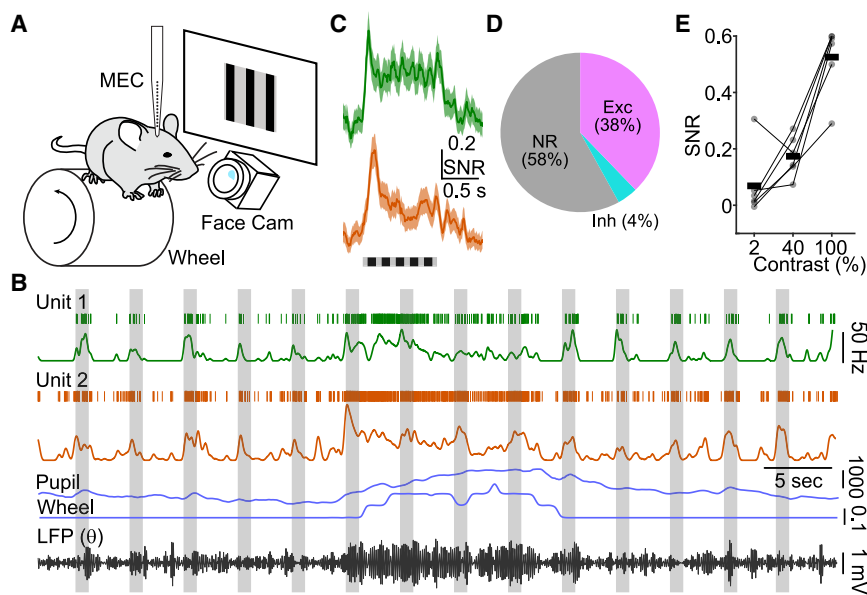 A
MEC
Face Cam
Wheel
C
0.2
SNR
0.5 s
D
Exc
(38%)
NR
(58%)
Inh (4%)
E
0.6
0.4
0.2
0
SNR
2 40 100
Contrast (%)
B
Unit 1
50 Hz
Unit 2
5 sec
Pupil
1000
Wheel
0.1
LFP (θ)
1 mV